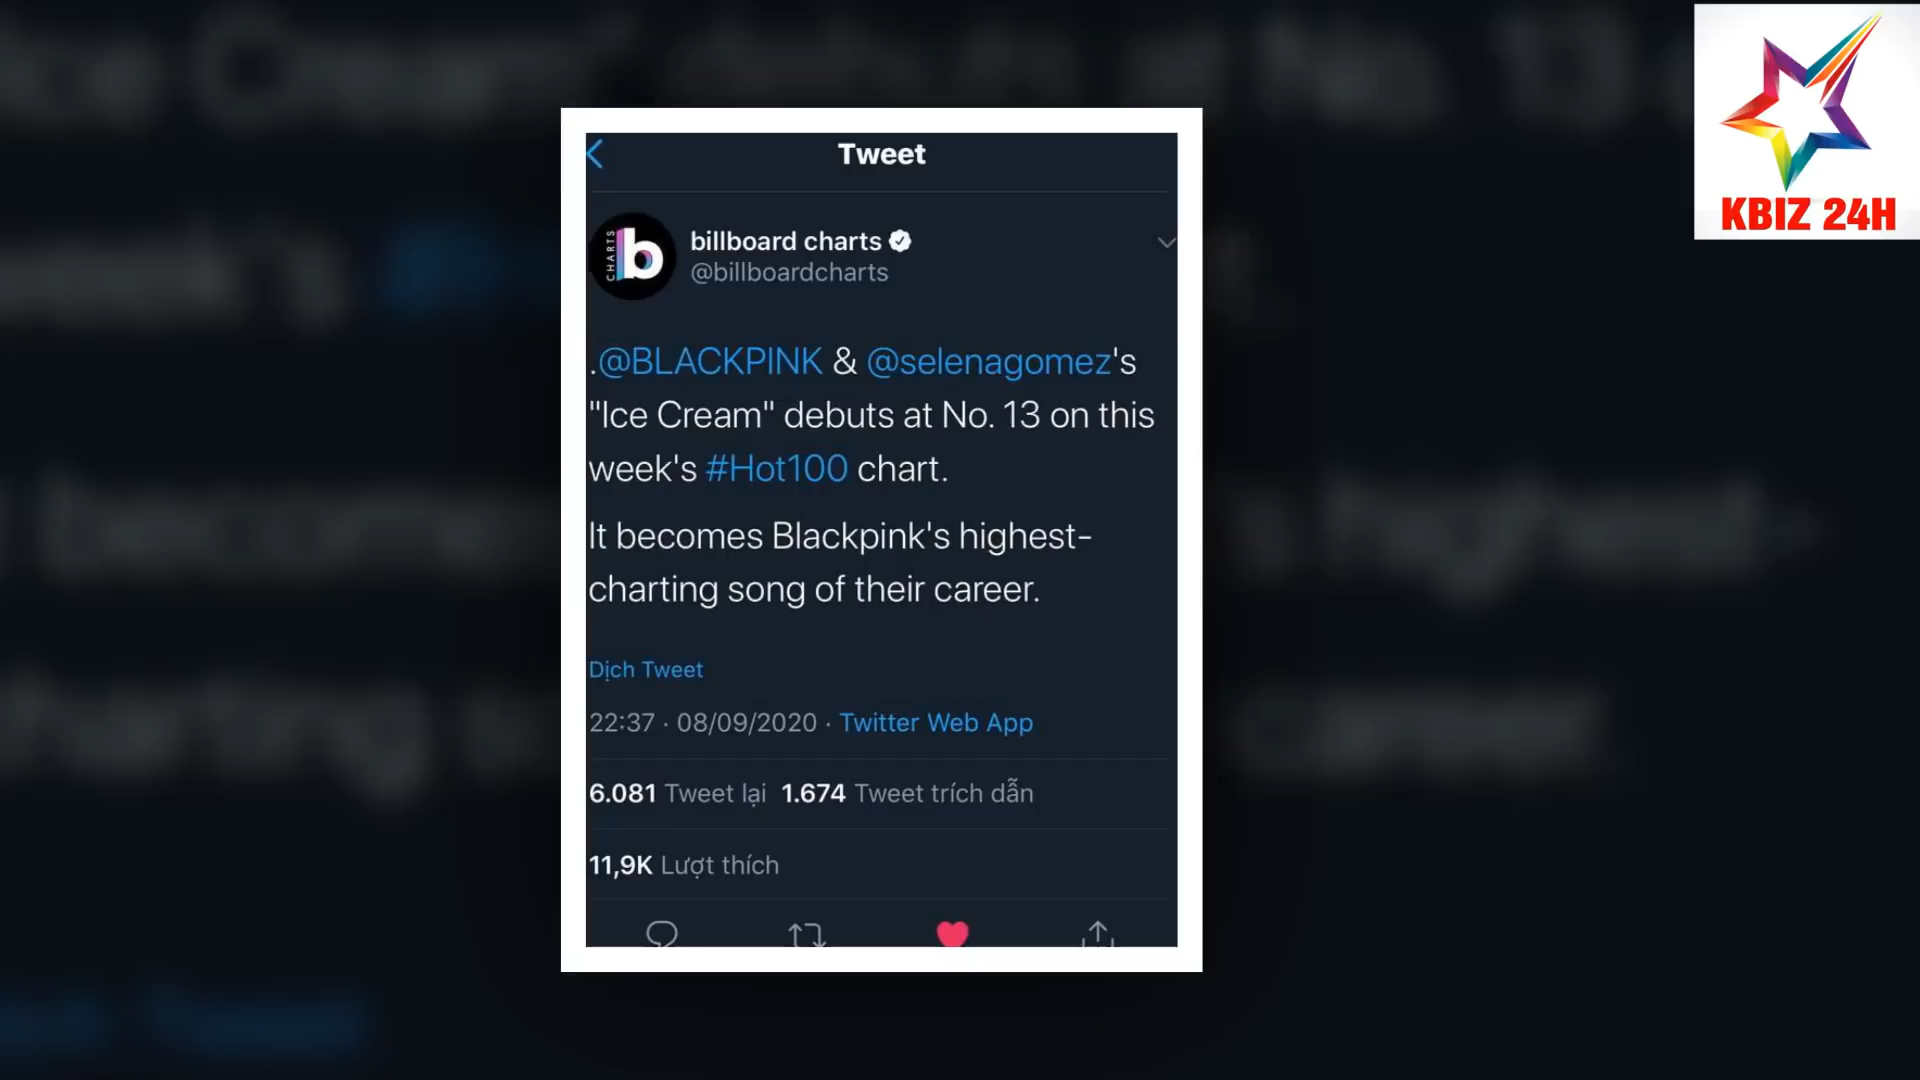 Tweet
billboard charts
@billboardcharts
CHARTS
b
.@BLACKPINK & @selenagomez's
"Ice Cream" debuts at No. 13 on this
week's #Hot100 chart.
It becomes Blackpink's highest-
charting song of their career.
Dịch Tweet
22:37 · 08/09/2020 · Twitter Web App
6.081 Tweet lại 1.674 Tweet trích dẫn
11,9K Lượt thích
KBIZ 24H